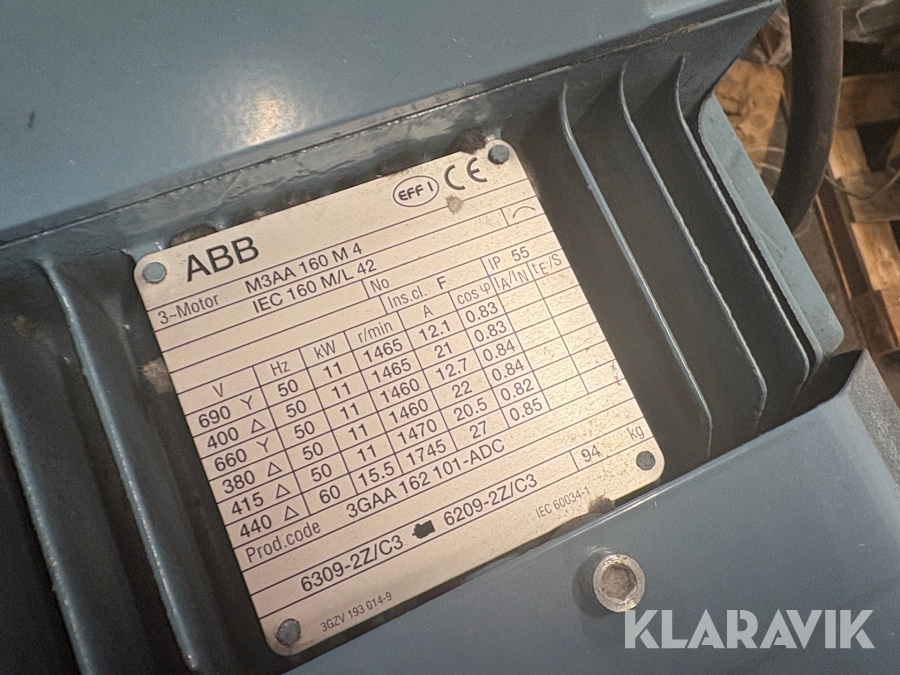 ABB EFF1 CE
3~Motor M3AA 160 M 4
IEC 160 M/L 42
No
Ins.cl. F IP 55
V Hz kW r/min A cos φ IA/IN tE/S
690 Y 50 11 1465 12.1 0.83
400 Δ 50 11 1465 21 0.83
660 Y 50 11 1460 12.7 0.84
380 Δ 50 11 1460 22 0.84
415 Δ 50 11 1470 20.5 0.82
440 Δ 60 15.5 1745 27 0.85
Prod.code 3GAA 162 101-ADC
6309-2Z/C3 6209-2Z/C3 94 kg
3GZV 193 014-9 IEC 60034-1
KLARAVIK